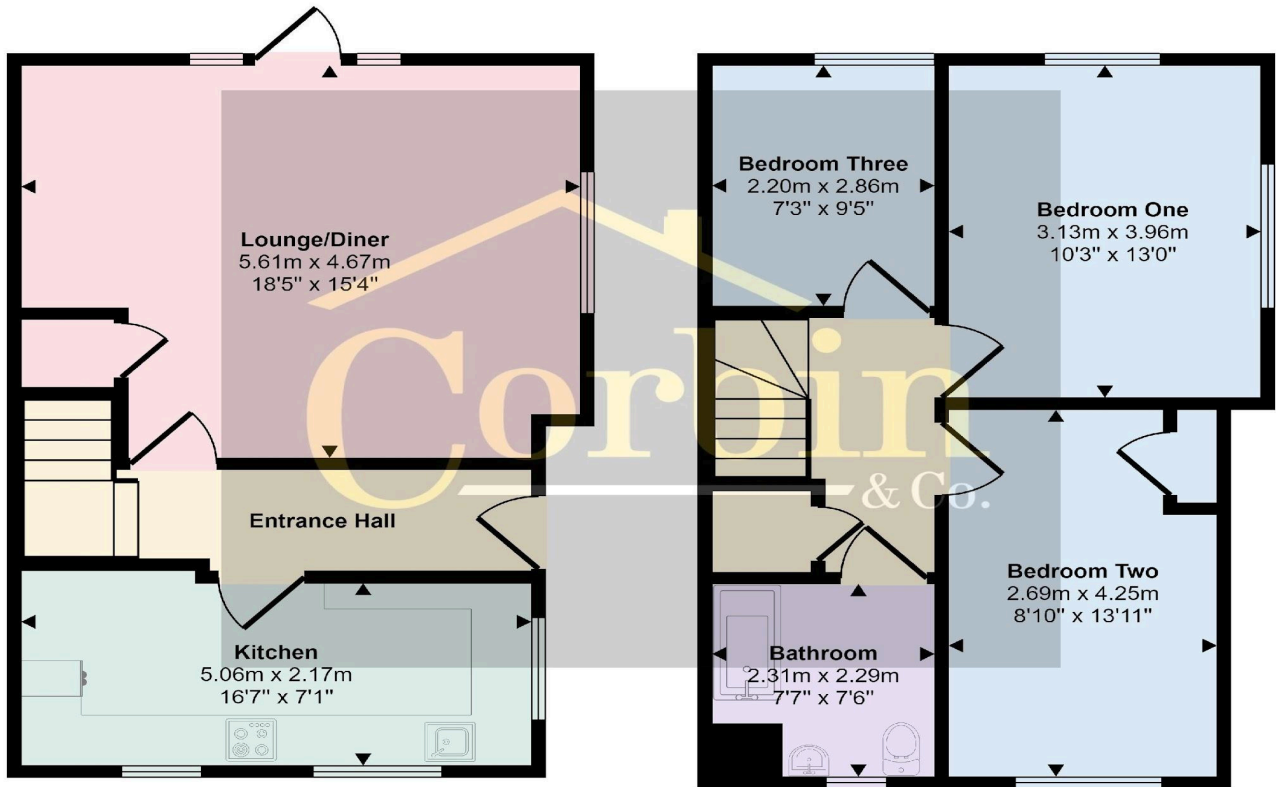 Lounge/Diner
5.61m x 4.67m
18'5" x 15'4"
Entrance Hall
Kitchen
5.06m x 2.17m
16'7" x 7'1"
Bedroom Three
2.20m x 2.86m
7'3" x 9'5"
Bedroom One
3.13m x 3.96m
10'3" x 13'0"
Bedroom Two
2.69m x 4.25m
8'10" x 13'11"
Bathroom
2.31m x 2.29m
7'7" x 7'6"
Corbin
& Co.